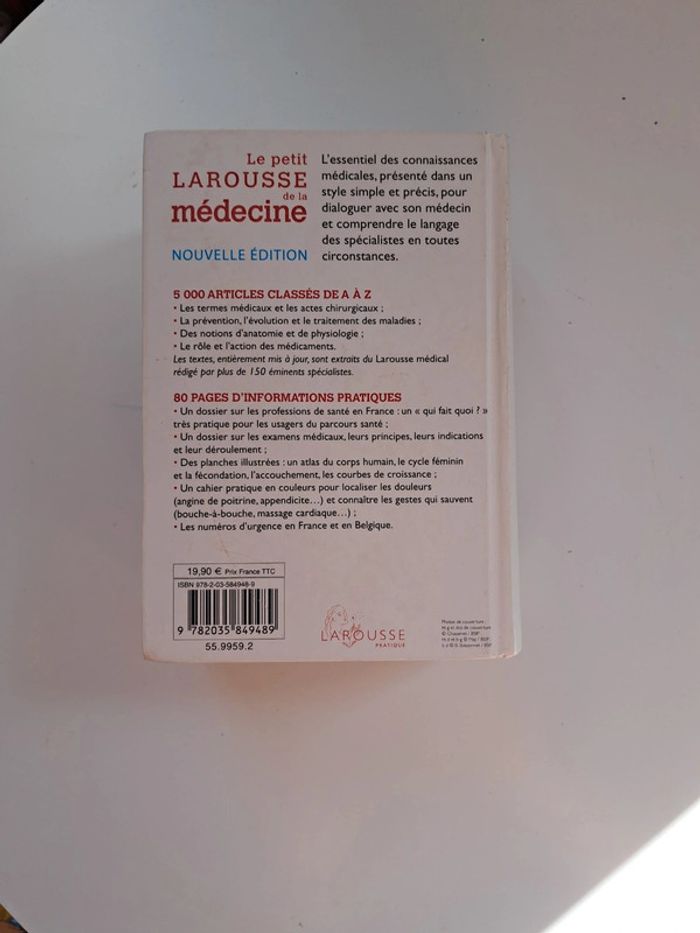 Le petit
LAROUSSE
de la
médecine
NOUVELLE ÉDITION
L'essentiel des connaissances
médicales, présenté dans un
style simple et précis, pour
dialoguer avec son médecin
et comprendre le langage
des spécialistes en toutes
circonstances.
5 000 ARTICLES CLASSÉS DE A À Z
• Les termes médicaux et les actes chirurgicaux ;
• La prévention, l'évolution et le traitement des maladies ;
• Des notions d'anatomie et de physiologie ;
• Le rôle et l'action des médicaments.
Les textes, entièrement mis à jour, sont extraits du Larousse médical
rédigé par plus de 150 éminents spécialistes.
80 PAGES D'INFORMATIONS PRATIQUES
• Un dossier sur les professions de santé en France : un « qui fait quoi ? »
très pratique pour les usagers du parcours santé ;
• Un dossier sur les examens médicaux, leurs principes, leurs indications
et leur déroulement ;
• Des planches illustrées : un atlas du corps humain, le cycle féminin
et la fécondation, l'accouchement, les courbes de croissance ;
• Un cahier pratique en couleurs pour localiser les douleurs
(angine de poitrine, appendicite...) et connaître les gestes qui sauvent
(bouche-à-bouche, massage cardiaque...) ;
• Les numéros d'urgence en France et en Belgique.
19,90 € Prix France TTC
ISBN 978-2-03-584948-9
9 782035 849489
55.9959.2
LAROUSSE
PRATIQUE
Photos de couverture :